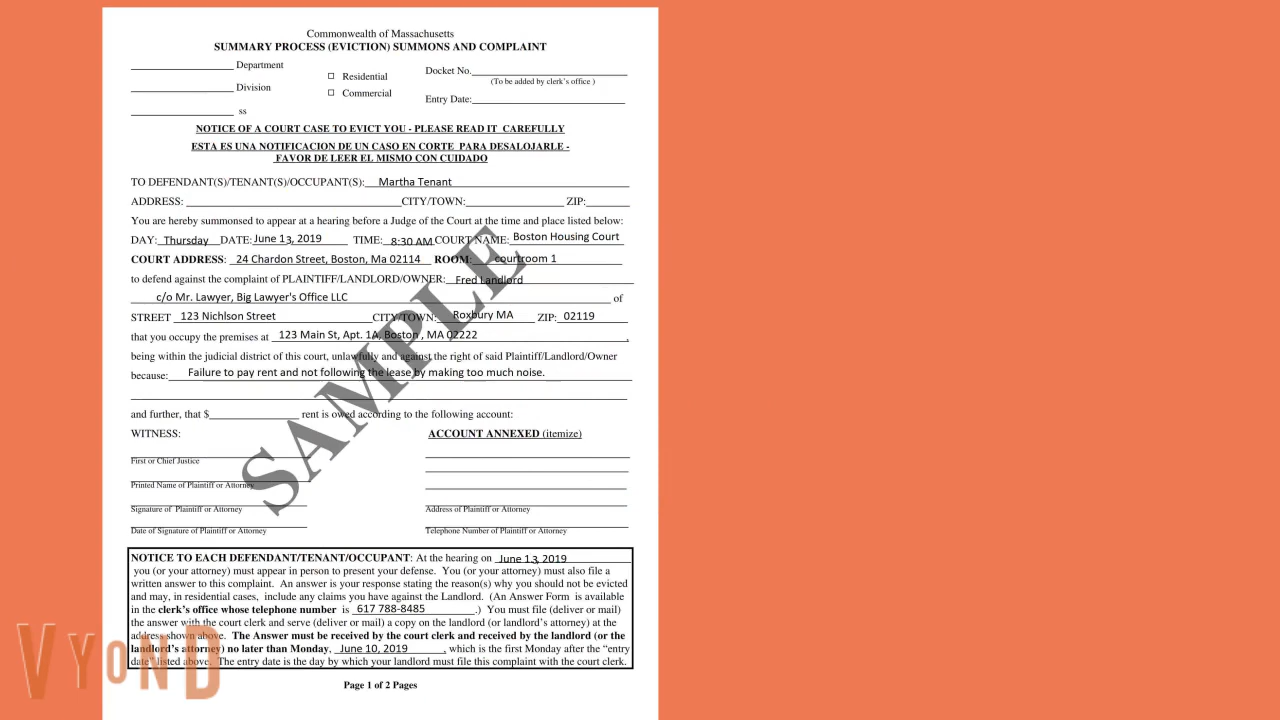 Commonwealth of Massachusetts
SUMMARY PROCESS (EVICTION) SUMMONS AND COMPLAINT
____________________ Department
____________________ Division
____________________ ss
☐ Residential
☐ Commercial
Docket No.____________________
(To be added by clerk's office )
Entry Date:____________________
NOTICE OF A COURT CASE TO EVICT YOU - PLEASE READ IT CAREFULLY
ESTA ES UNA NOTIFICACION DE UN CASO EN CORTE PARA DESALOJARLE -
FAVOR DE LEER EL MISMO CON CUIDADO
TO DEFENDANT(S)/TENANT(S)/OCCUPANT(S): Martha Tenant
ADDRESS: ____________________CITY/TOWN:____________________ ZIP:________
You are hereby summonsed to appear at a hearing before a Judge of the Court at the time and place listed below:
DAY: Thursday DATE: June 13, 2019 TIME: 8:30 AM COURT NAME: Boston Housing Court
COURT ADDRESS: 24 Chardon Street, Boston, Ma 02114 ROOM: courtroom 1
to defend against the complaint of PLAINTIFF/LANDLORD/OWNER: Fred Landlord
c/o Mr. Lawyer, Big Lawyer's Office LLC of
STREET 123 Nichlson Street CITY/TOWN: Roxbury MA ZIP: 02119
that you occupy the premises at 123 Main St, Apt. 1A, Boston , MA 02222 ,
being within the judicial district of this court, unlawfully and against the right of said Plaintiff/Landlord/Owner
because: Failure to pay rent and not following the lease by making too much noise.
and further, that $________________ rent is owed according to the following account:
WITNESS:
ACCOUNT ANNEXED (itemize)
First or Chief Justice
Printed Name of Plaintiff or Attorney
Signature of Plaintiff or Attorney
Address of Plaintiff or Attorney
Date of Signature of Plaintiff or Attorney
Telephone Number of Plaintiff or Attorney
SAMPLE
NOTICE TO EACH DEFENDANT/TENANT/OCCUPANT: At the hearing on June 13, 2019
you (or your attorney) must appear in person to present your defense. You (or your attorney) must also file a
written answer to this complaint. An answer is your response stating the reason(s) why you should not be evicted
and may, in residential cases, include any claims you have against the Landlord. (An Answer Form is available
in the clerk's office whose telephone number is 617 788-8485 .) You must file (deliver or mail)
the answer with the court clerk and serve (deliver or mail) a copy on the landlord (or landlord's attorney) at the
address shown above. The Answer must be received by the court clerk and received by the landlord (or the
landlord's attorney) no later than Monday, June 10, 2019 , which is the first Monday after the "entry
date" listed above. The entry date is the day by which your landlord must file this complaint with the court clerk.
Page 1 of 2 Pages
VYOND